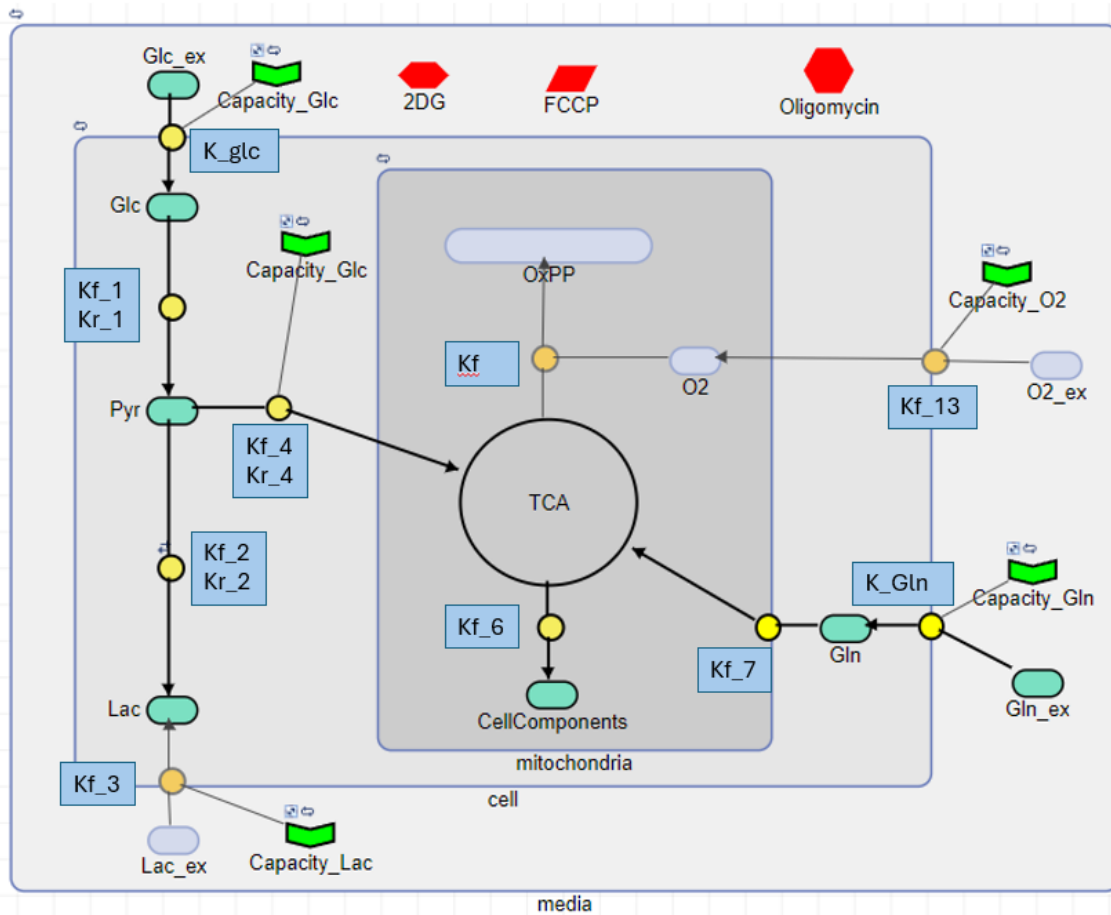 Glc_ex
Capacity_Glc
2DG
FCCP
Oligomycin
K_glc
Glc
Capacity_Glc
Kf_1
Kr_1
OxPP
Capacity_O2
Kf
O2
O2_ex
Kf_13
Pyr
Kf_4
Kr_4
TCA
Kf_2
Kr_2
K_Gln
Capacity_Gln
Kf_6
Kf_7
Gln
Gln_ex
Lac
CellComponents
mitochondria
Kf_3
cell
Lac_ex
Capacity_Lac
media